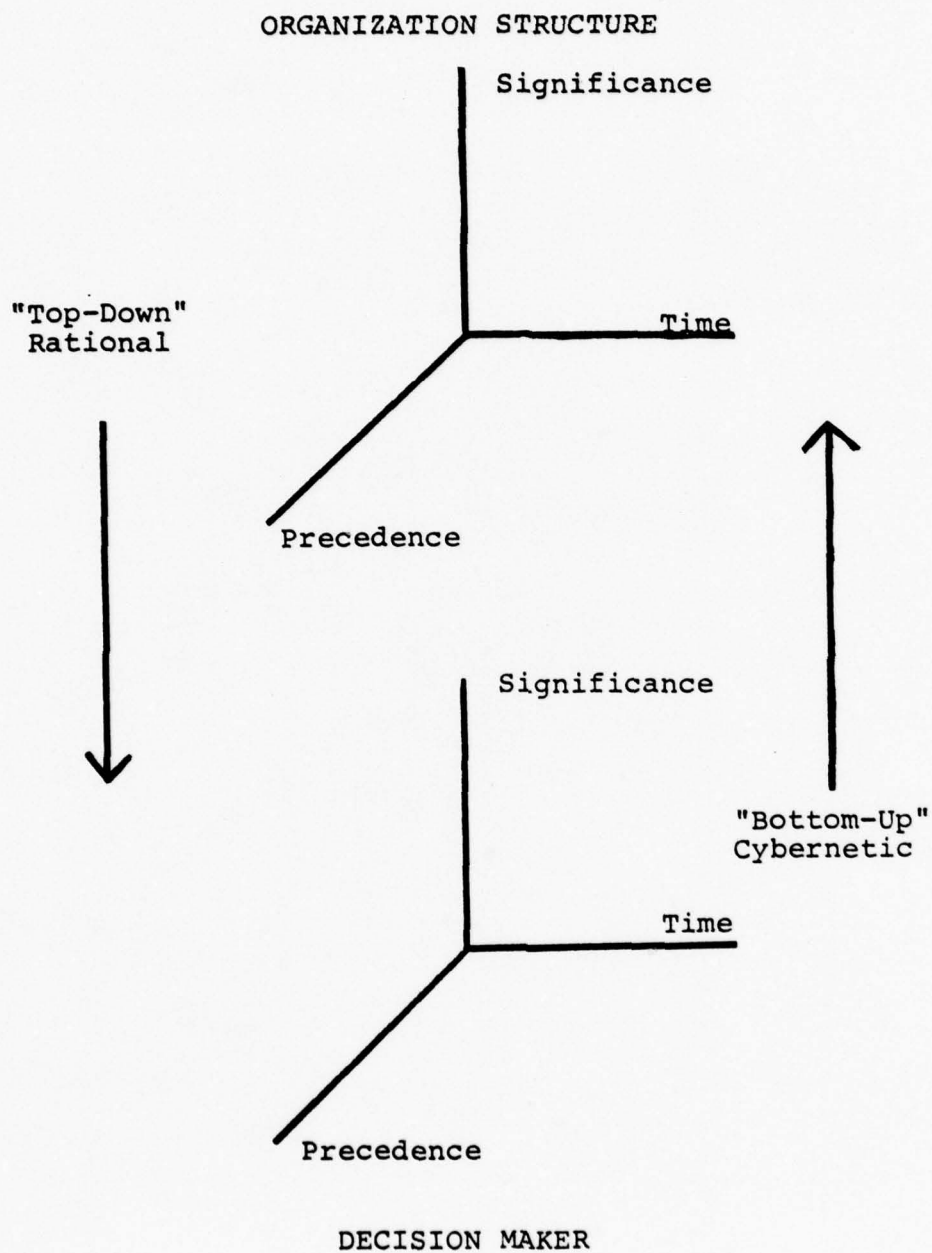 ORGANIZATION STRUCTURE
Significance
"Top-Down"
Rational
Time
Precedence
Significance
"Bottom-Up"
Cybernetic
Time
Precedence
DECISION MAKER